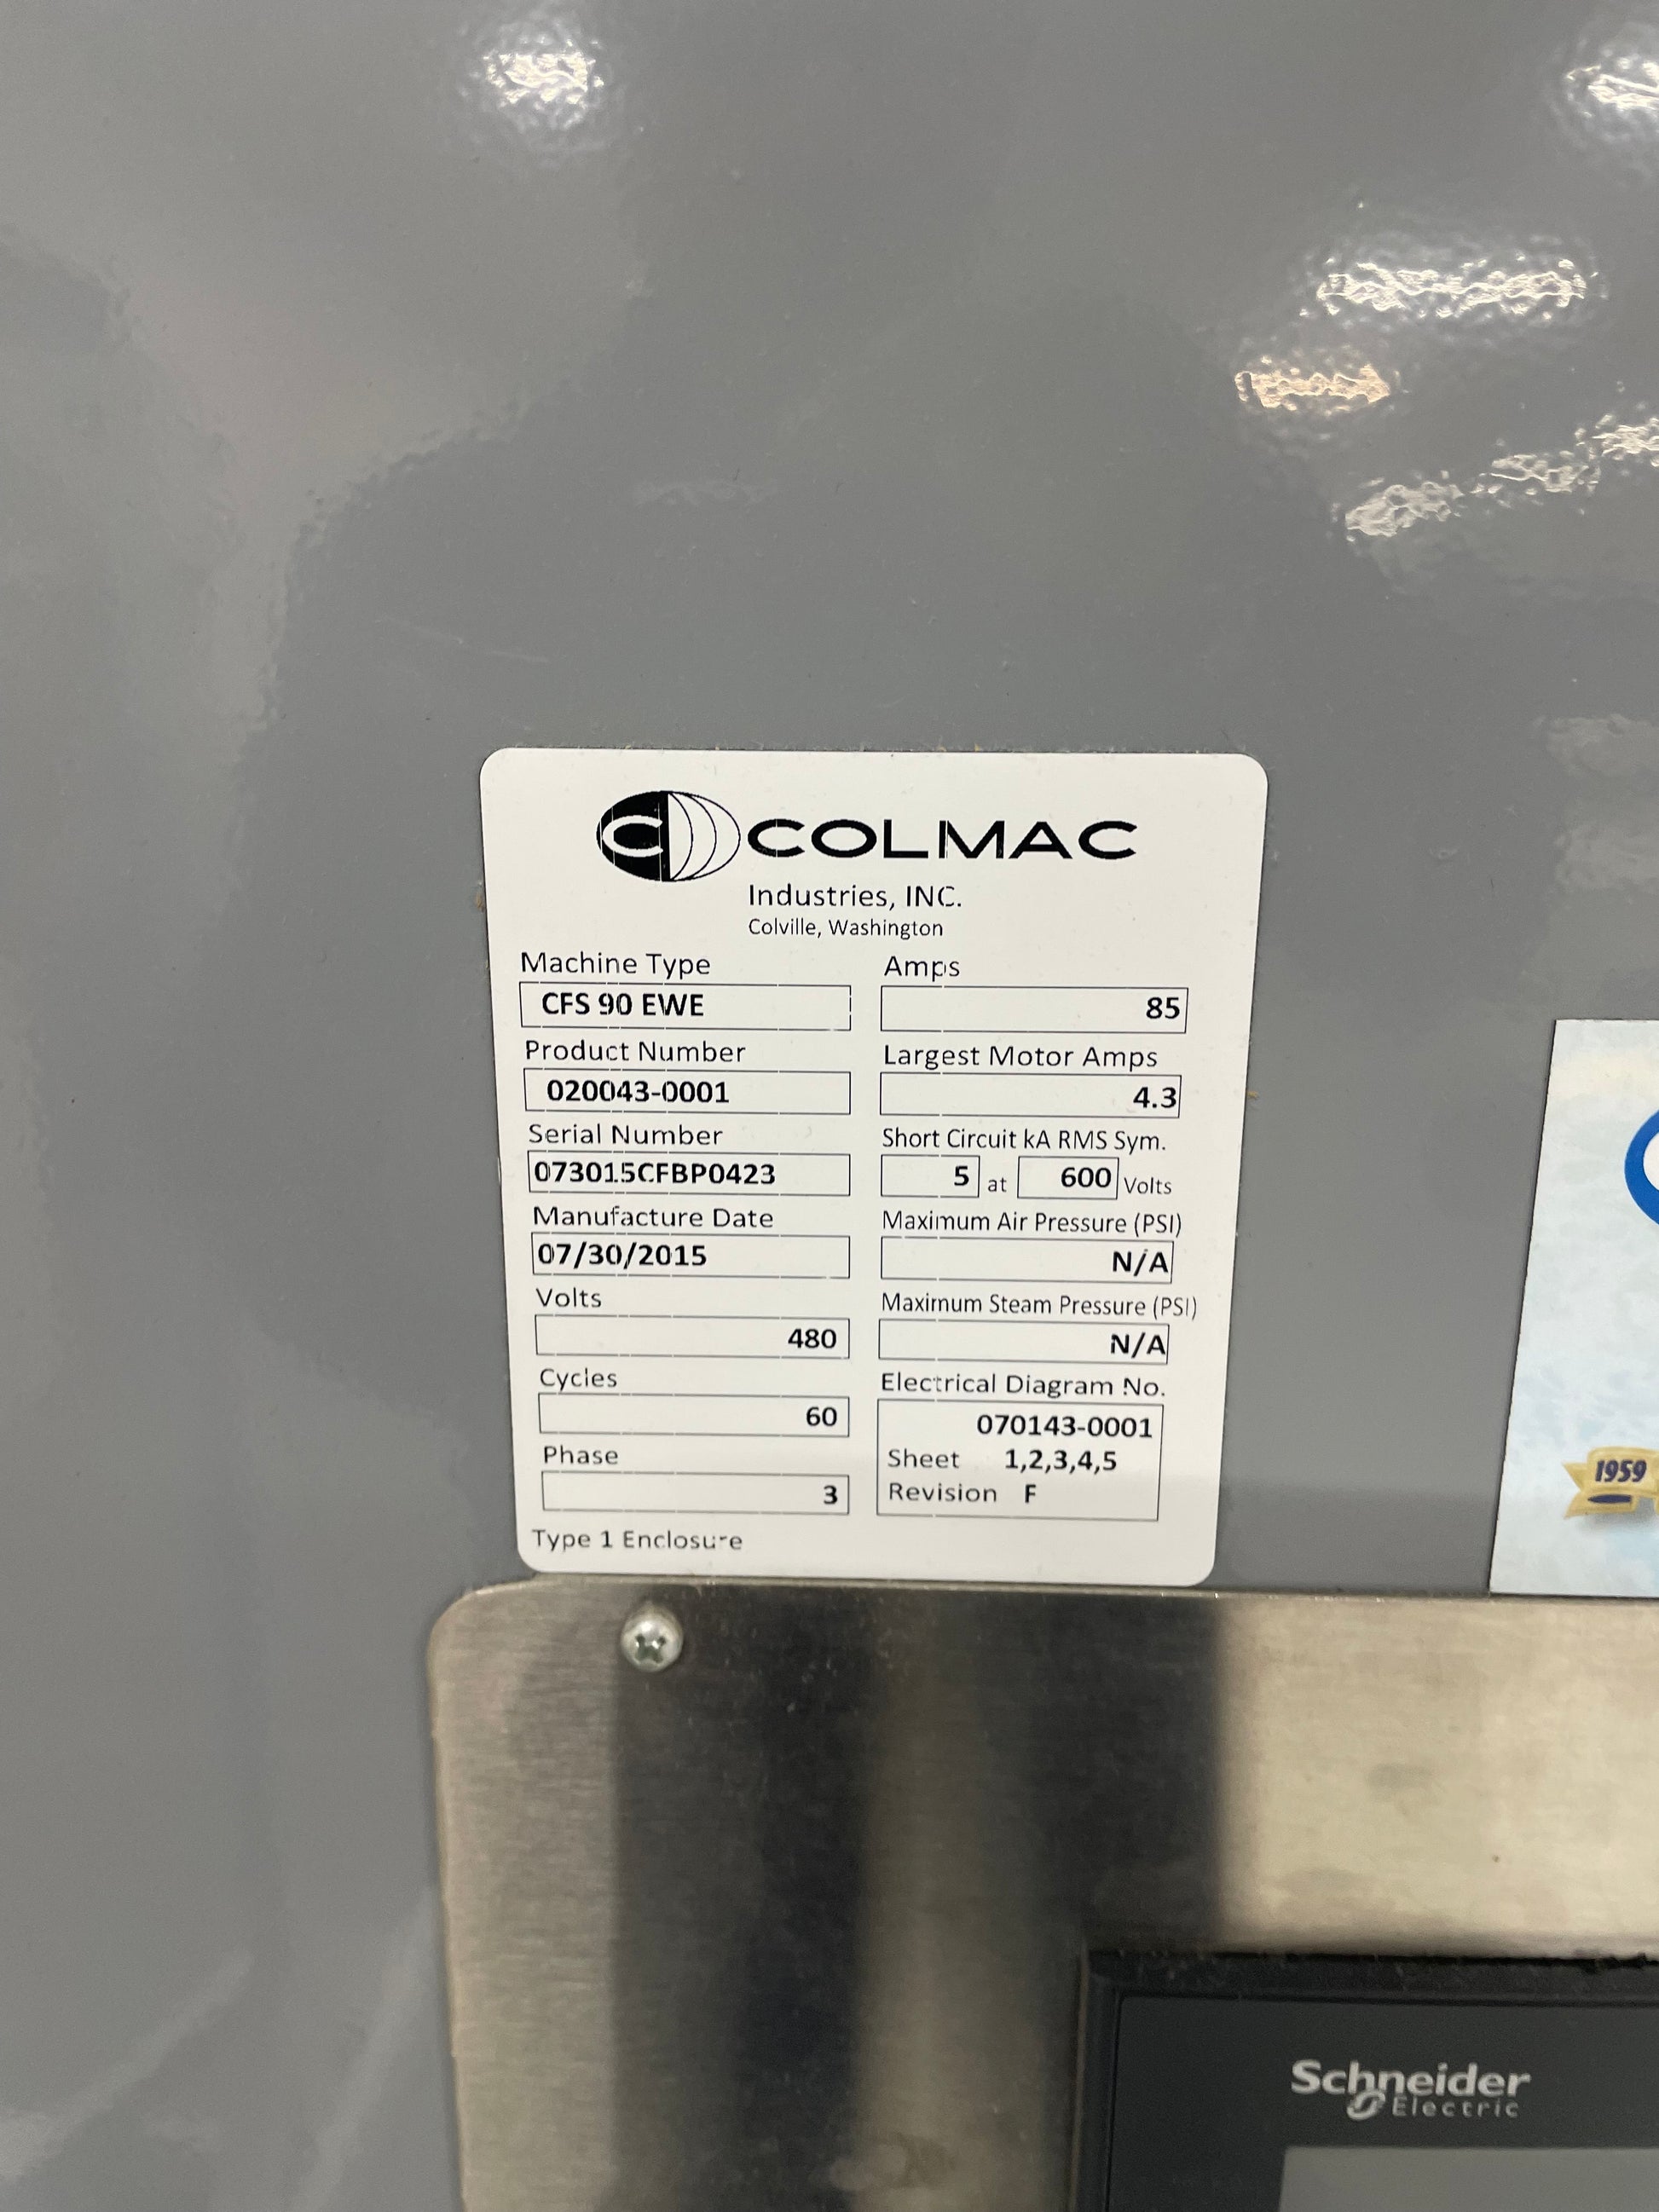 COLMAC
Industries, INC.
Colville, Washington
Machine Type
CFS 90 EWE
Product Number
020043-0001
Serial Number
073015CFBP0423
Manufacture Date
07/30/2015
Volts
480
Cycles
60
Phase
3
Type 1 Enclosure
Amps
85
Largest Motor Amps
4.3
Short Circuit kA RMS Sym.
5 at 600 Volts
Maximum Air Pressure (PSI)
N/A
Maximum Steam Pressure (PSI)
N/A
Electrical Diagram No.
070143-0001
Sheet 1,2,3,4,5
Revision F
1959
Schneider
Electric